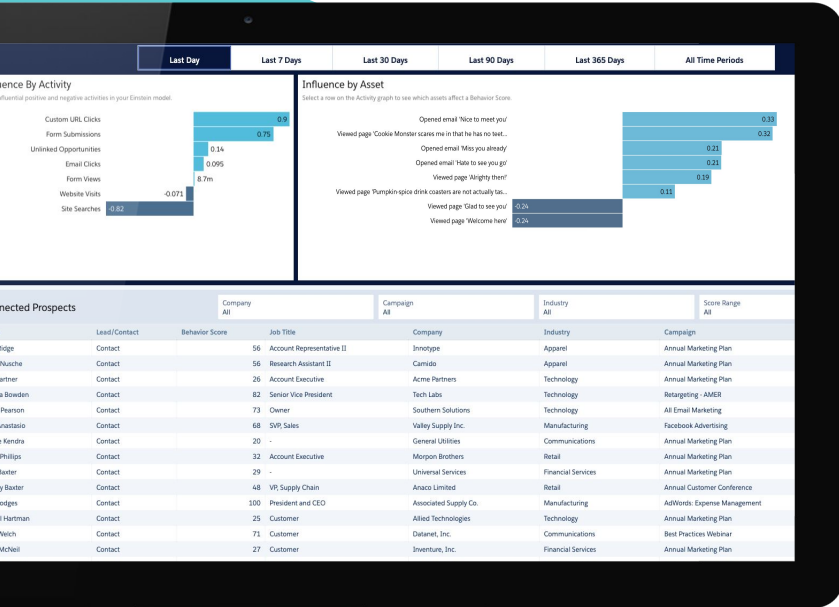 Last Day Last 7 Days Last 30 Days Last 90 Days Last 365 Days All Time Periods
uence By Activity
nfluential positive and negative activities in your Einstein model.
Custom URL Clicks 0.9
Form Submissions 0.75
Unlinked Opportunities 0.14
Email Clicks 0.095
Form Views 8.7m
Website Visits -0.071
Site Searches -0.82
Influence by Asset
Select a row on the Activity graph to see which assets affect a Behavior Score.
Opened email 'Nice to meet you' 0.33
Viewed page 'Cookie Monster scares me in that he has no teet... 0.32
Opened email 'Miss you already' 0.21
Opened email 'Hate to see you go' 0.21
Viewed page 'Alrighty then!' 0.19
Viewed page 'Pumpkin-spice drink coasters are not actually tas... 0.11
Viewed page 'Glad to see you' -0.24
Viewed page 'Welcome here' -0.24
nected Prospects
Company
All
Campaign
All
Industry
All
Score Range
All
Lead/Contact Behavior Score Job Title Company Industry Campaign
idge Contact 56 Account Representative II Innotype Apparel Annual Marketing Plan
Nusche Contact 56 Research Assistant II Camido Apparel Annual Marketing Plan
artner Contact 26 Account Executive Acme Partners Technology Annual Marketing Plan
a Bowden Contact 82 Senior Vice President Tech Labs Technology Retargeting - AMER
Pearson Contact 73 Owner Southern Solutions Technology All Email Marketing
nastasio Contact 68 SVP, Sales Valley Supply Inc. Manufacturing Facebook Advertising
e Kendra Contact 20 - General Utilities Communications Annual Marketing Plan
Phillips Contact 32 Account Executive Morpon Brothers Retail Annual Marketing Plan
axter Contact 29 - Universal Services Financial Services Annual Marketing Plan
y Baxter Contact 48 VP, Supply Chain Anaco Limited Retail Annual Customer Conference
odges Contact 100 President and CEO Associated Supply Co. Manufacturing AdWords: Expense Management
l Hartman Contact 25 Customer Allied Technologies Technology Annual Marketing Plan
Welch Contact 71 Customer Datanet, Inc. Communications Best Practices Webinar
McNeil Contact 27 Customer Inventure, Inc. Financial Services Annual Marketing Plan